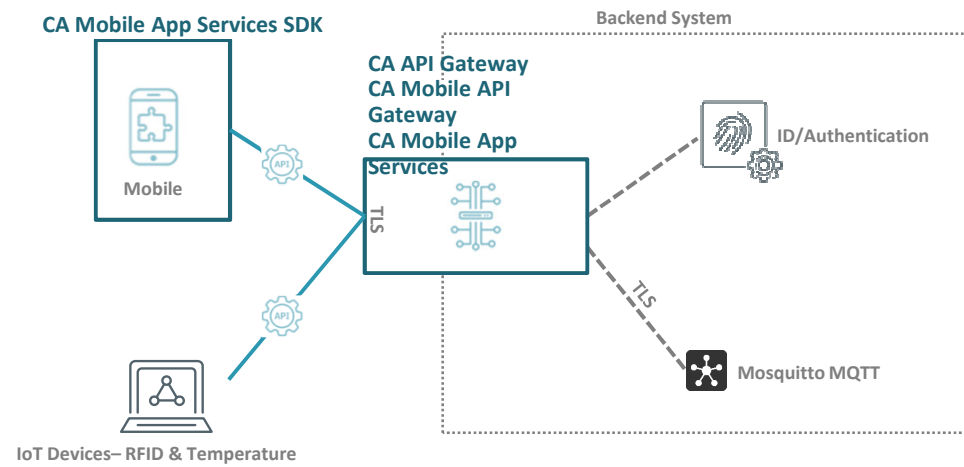 Backend System
CA Mobile App Services SDK
CA API Gateway
CA Mobile API
Gateway
CA Mobile App
Services
API
Mobile
TLS
ID/Authentication
API
TLS
Mosquitto MQTT
IoT Devices– RFID & Temperature